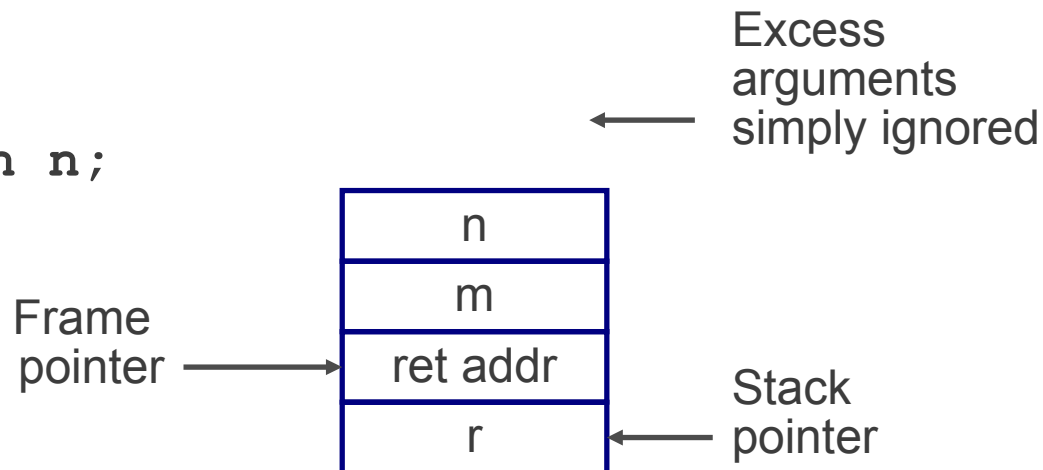 Excess
arguments
simply ignored
n;
n
m
Frame
pointer
ret addr
Stack
pointer
r